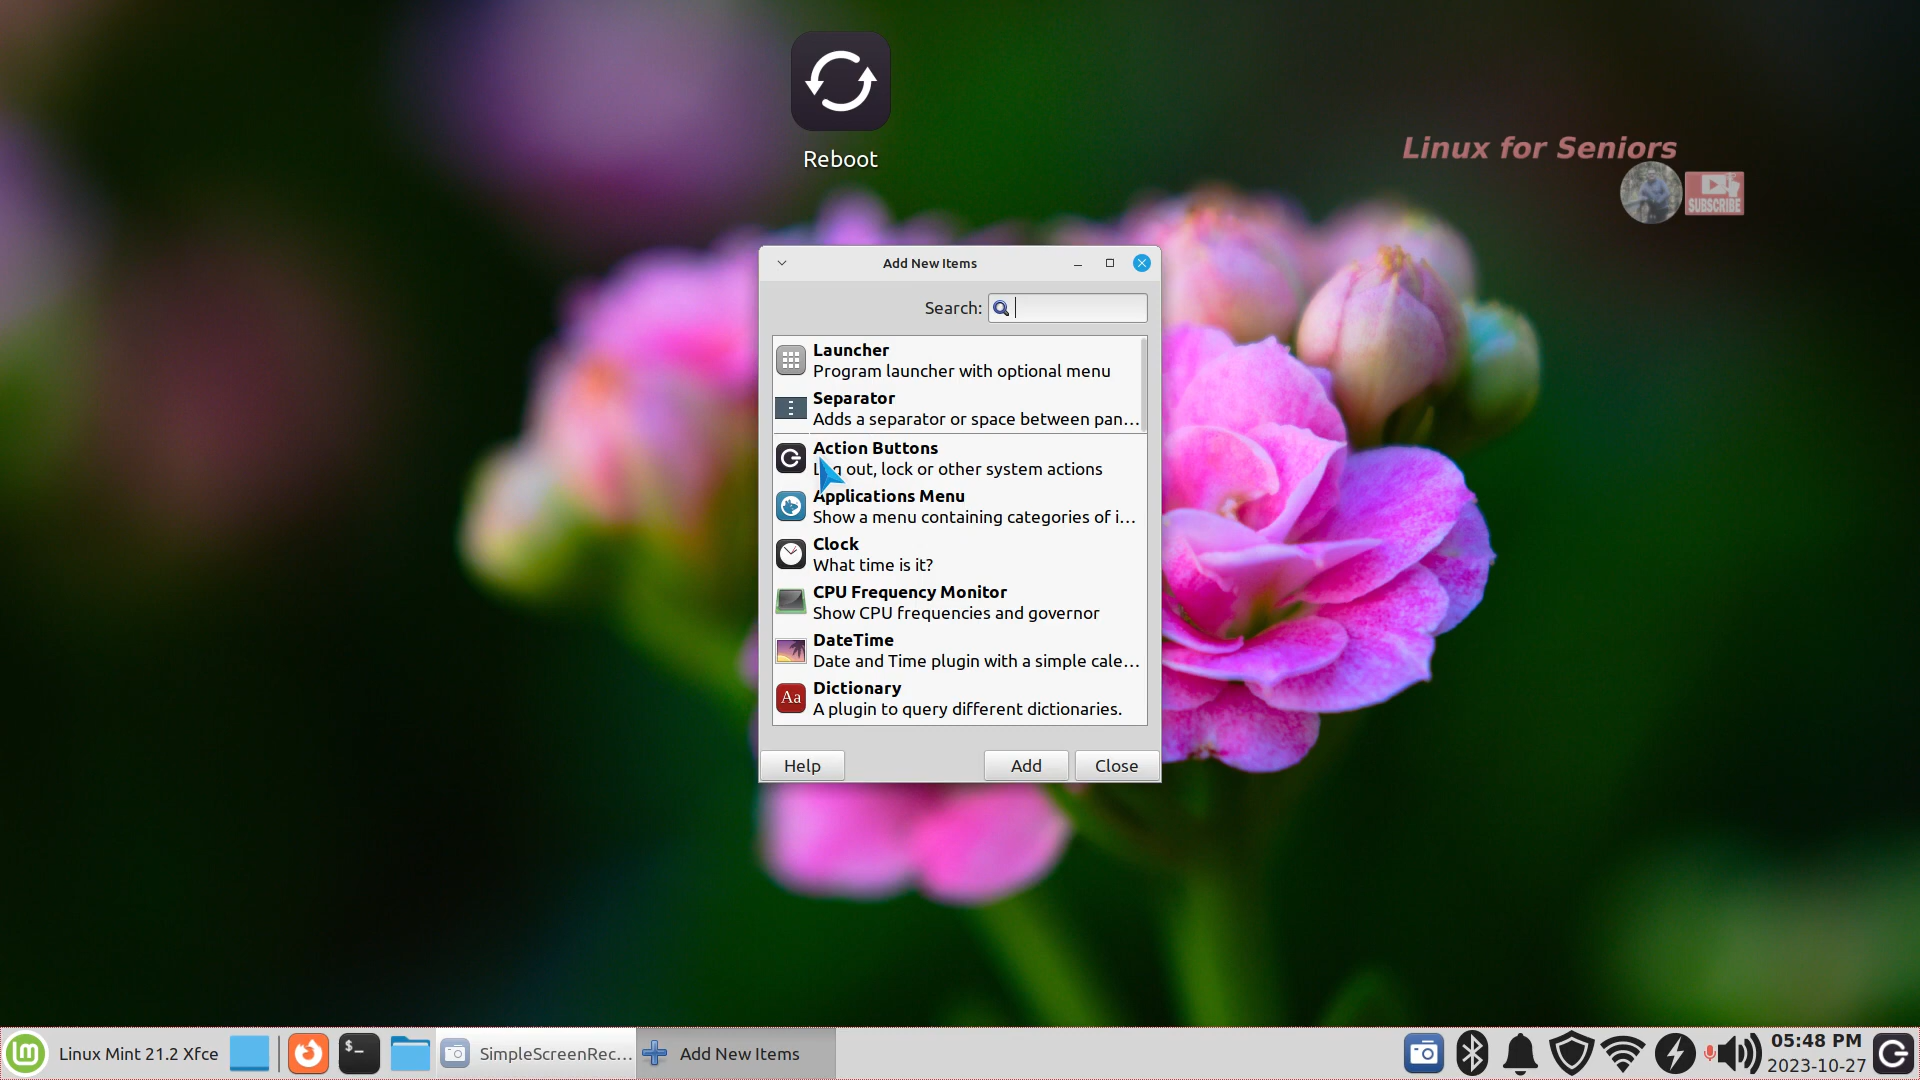 Reboot
Linux for Seniors
SUBSCRIBE
Add New Items
Search:
Launcher
Program launcher with optional menu
Separator
Adds a separator or space between pan...
Action Buttons
out, lock or other system actions
Applications Menu
Show a menu containing categories of i...
Clock
What time is it?
CPU Frequency Monitor
Show CPU frequencies and governor
DateTime
Date and Time plugin with a simple cale...
Aa
Dictionary
A plugin to query different dictionaries.
Help
Add
Close
Linux Mint 21.2 Xfce
$_
SimpleScreenRec...
Add New Items
05:48 PM
2023-10-27